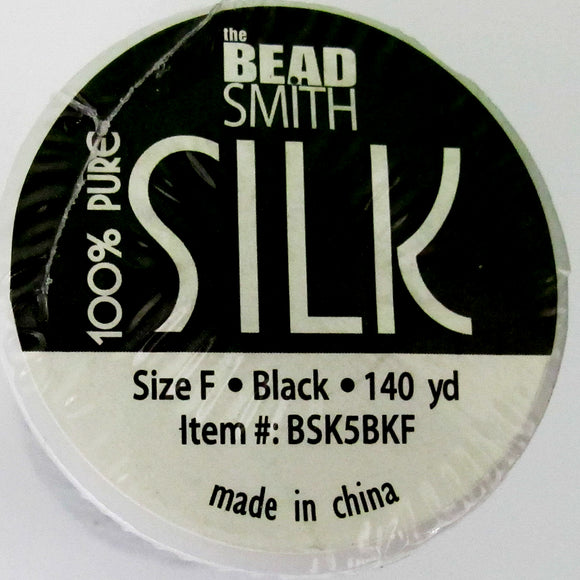 the
BEAD
SMITH
100% PURE
SILK
Size F • Black • 140 yd
Item #: BSK5BKF
made in china